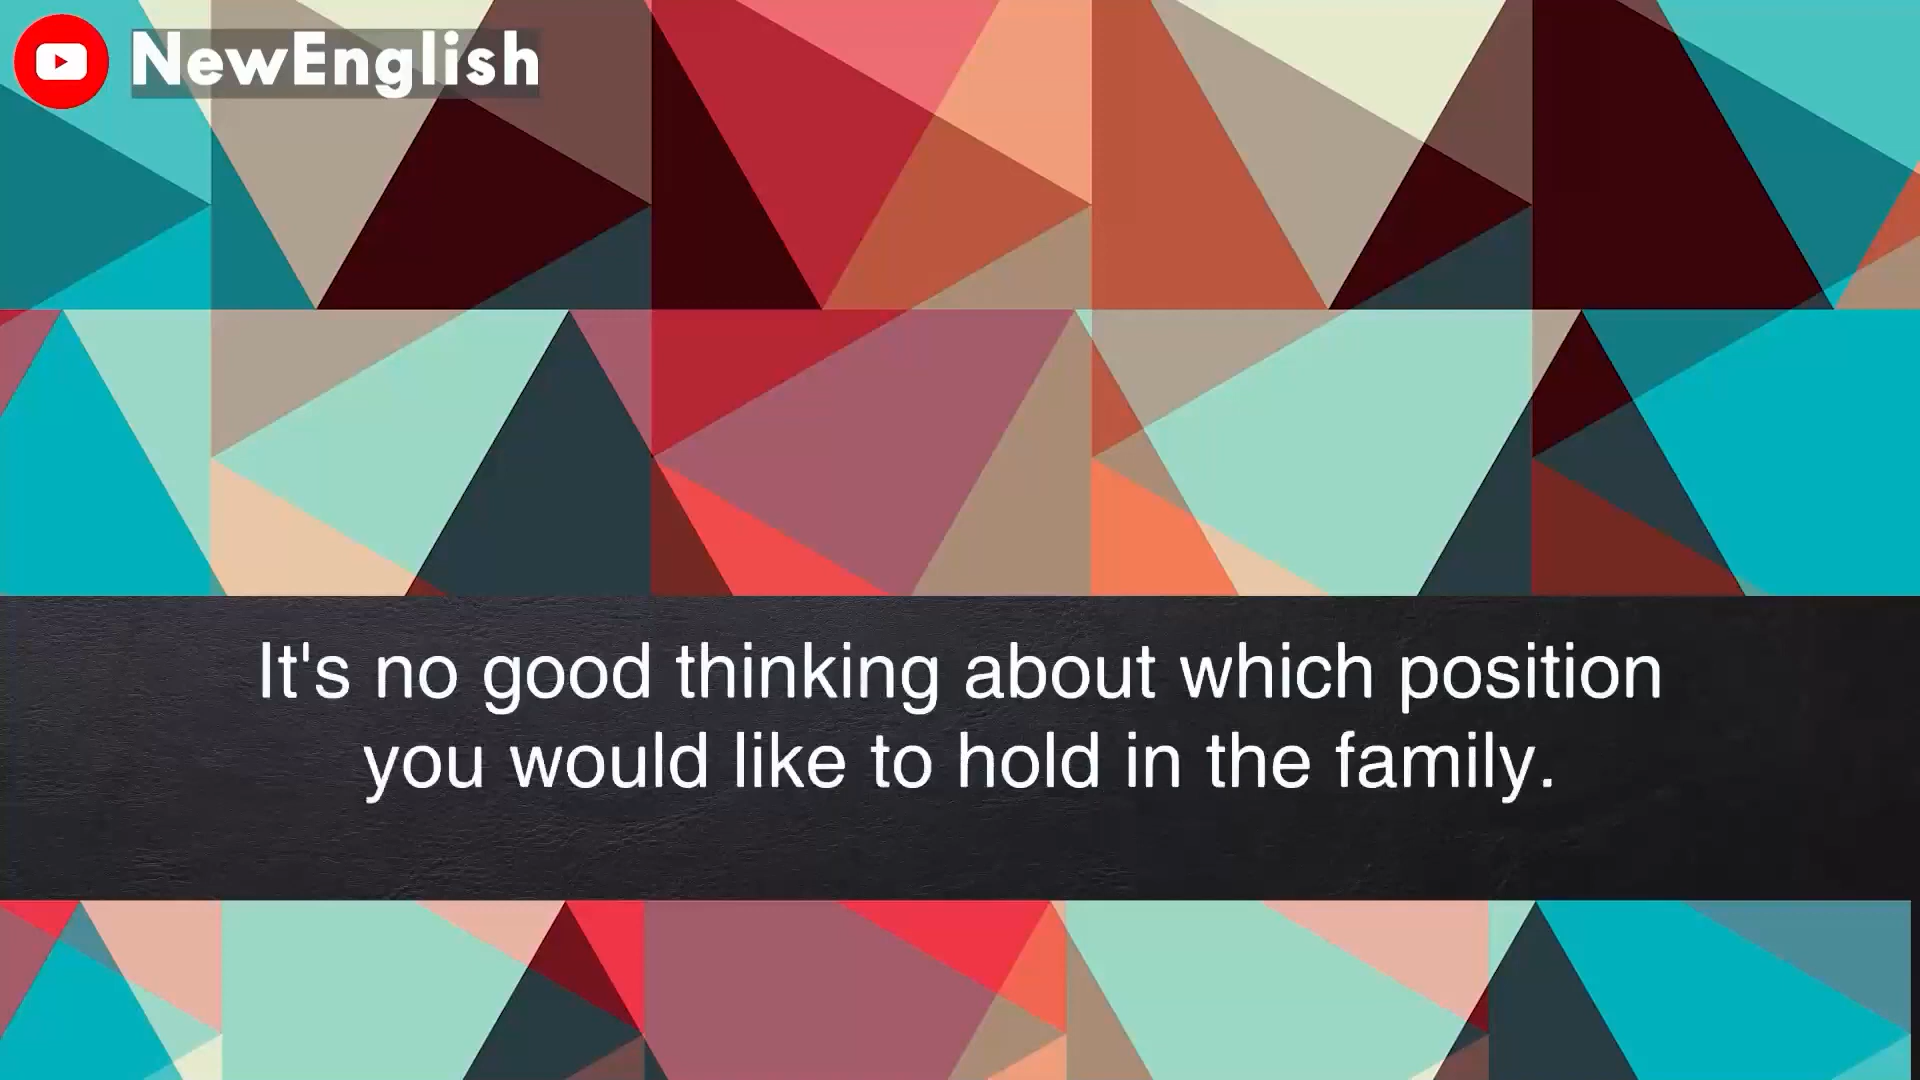 NewEnglish
It's no good thinking about which position
you would like to hold in the family.